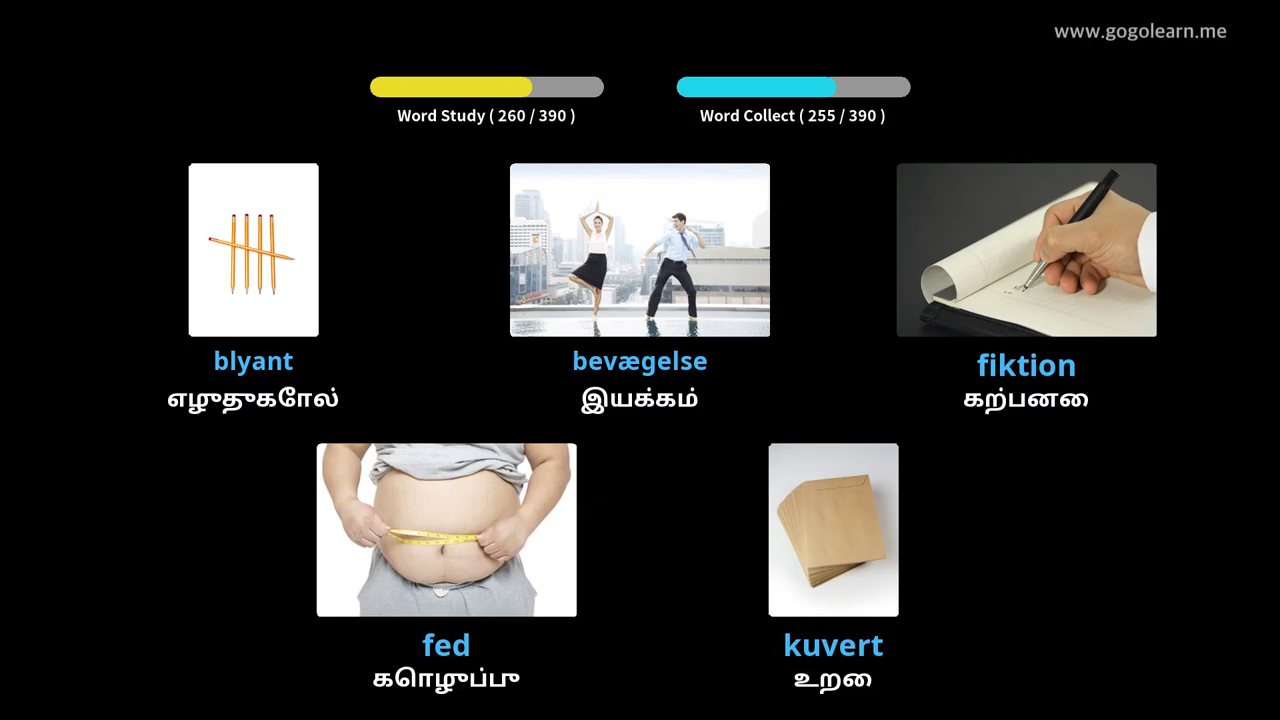 www.gogolearn.me
Word Study ( 260 / 390 )
Word Collect ( 255 / 390 )
blyant
எழுதுகோல்
bevægelse
இயக்கம்
fiktion
கற்பனை
fed
கொழுப்பு
kuvert
உறை